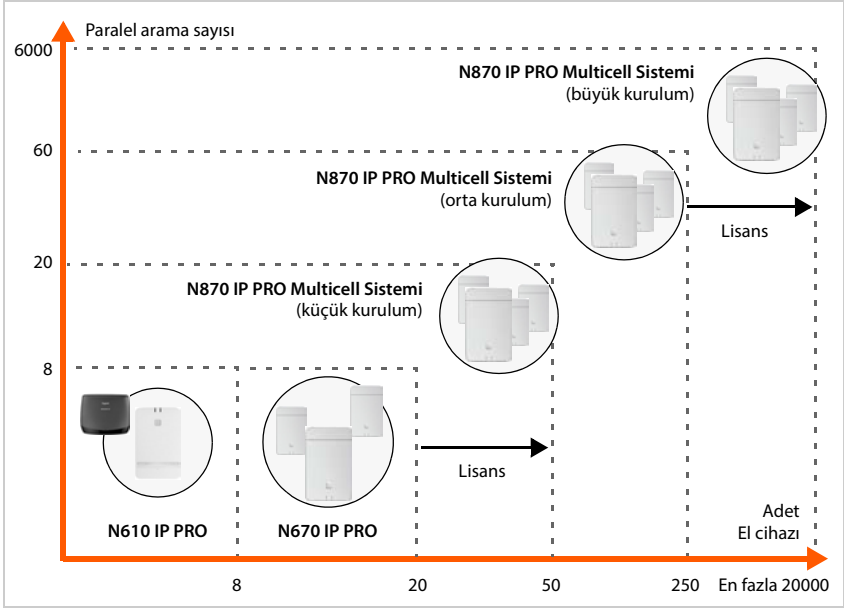 Paralel arama sayısı
6000
N870 IP PRO Multicell Sistemi
(büyük kurulum)
60
N870 IP PRO Multicell Sistemi
(orta kurulum)
Lisans
20
N870 IP PRO Multicell Sistemi
(küçük kurulum)
8
Lisans
N610 IP PRO
N670 IP PRO
Adet
El cihazı
8
20
50
250
En fazla 20000